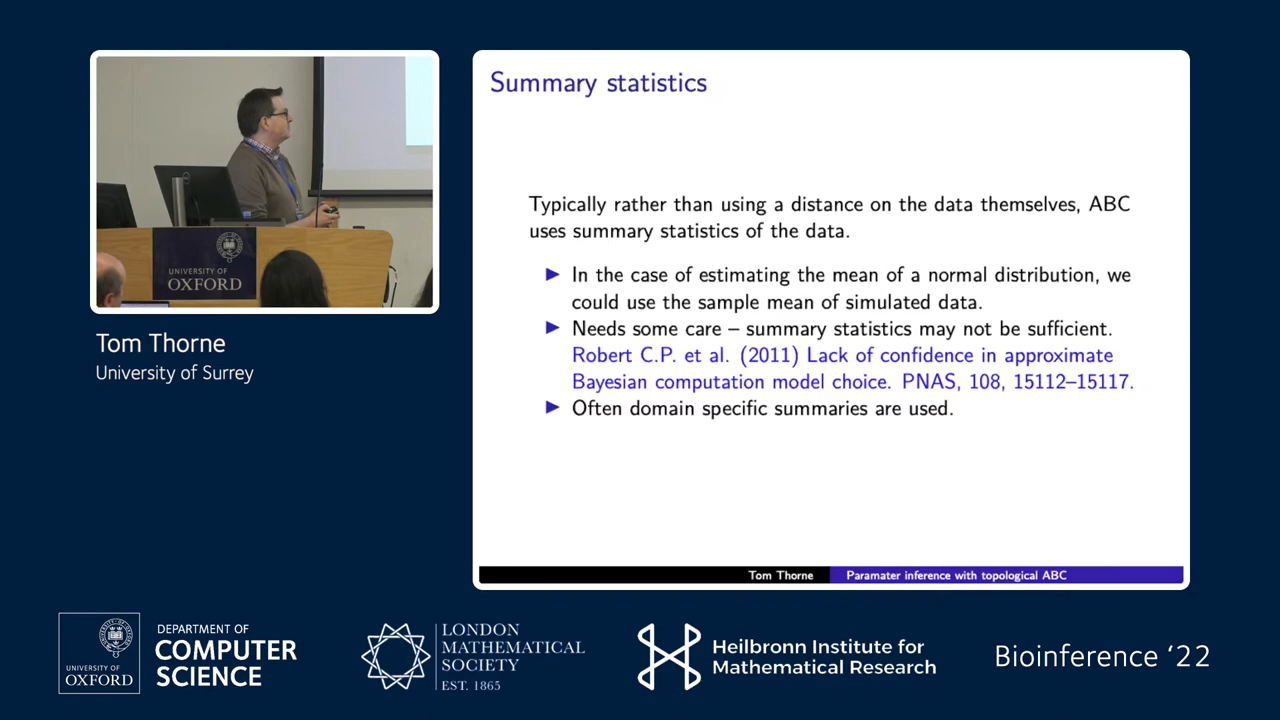 UNIVERSITY OF
OXFORD
Tom Thorne
University of Surrey
Summary statistics
Typically rather than using a distance on the data themselves, ABC
uses summary statistics of the data.
In the case of estimating the mean of a normal distribution, we
could use the sample mean of simulated data.
Needs some care – summary statistics may not be sufficient.
Robert C.P. et al. (2011) Lack of confidence in approximate
Bayesian computation model choice. PNAS, 108, 15112–15117.
Often domain specific summaries are used.
Tom Thorne
Paramater inference with topological ABC
UNIVERSITY OF
OXFORD
DEPARTMENT OF
COMPUTER
SCIENCE
LONDON
MATHEMATICAL
SOCIETY
EST. 1865
Heilbronn Institute for
Mathematical Research
Bioinference ‘22